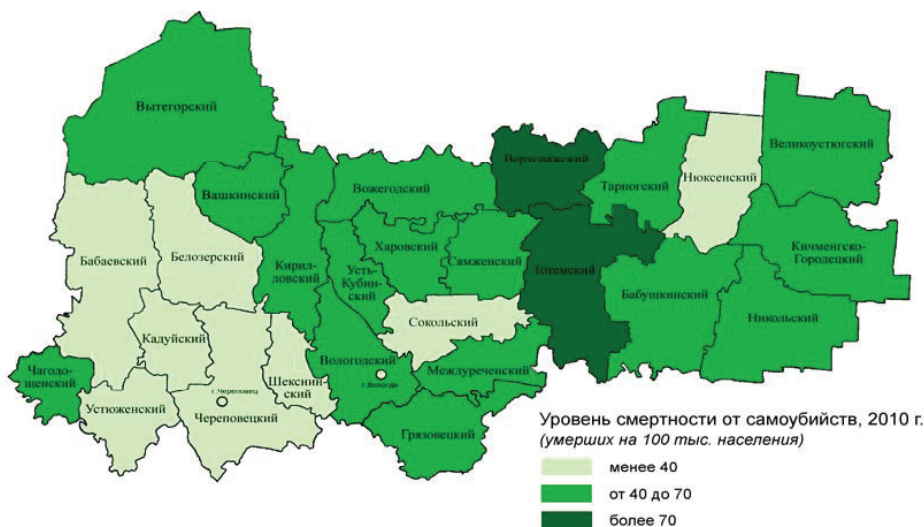 Вытегорский
Великоустюгский
Верховажский
Тарногский
Нюксенский
Вашкинский
Вожегодский
Бабаевский
Белозерский
Кирил-
ловский
Усть-
Кубин-
ский
Харовский
Сямженский
Тотемский
Бабушкинский
Кичменгско-
Городецкий
Никольский
Кадуйский
Сокольский
Чагодо-
щенский
Устюженский
г. Череповец
Череповецкий
Шекснин-
ский
Вологодский
г.Вологда
Междуреченский
Грязовецкий
Уровень смертности от самоубийств, 2010 г.
(умерших на 100 тыс. населения)
менее 40
от 40 до 70
более 70